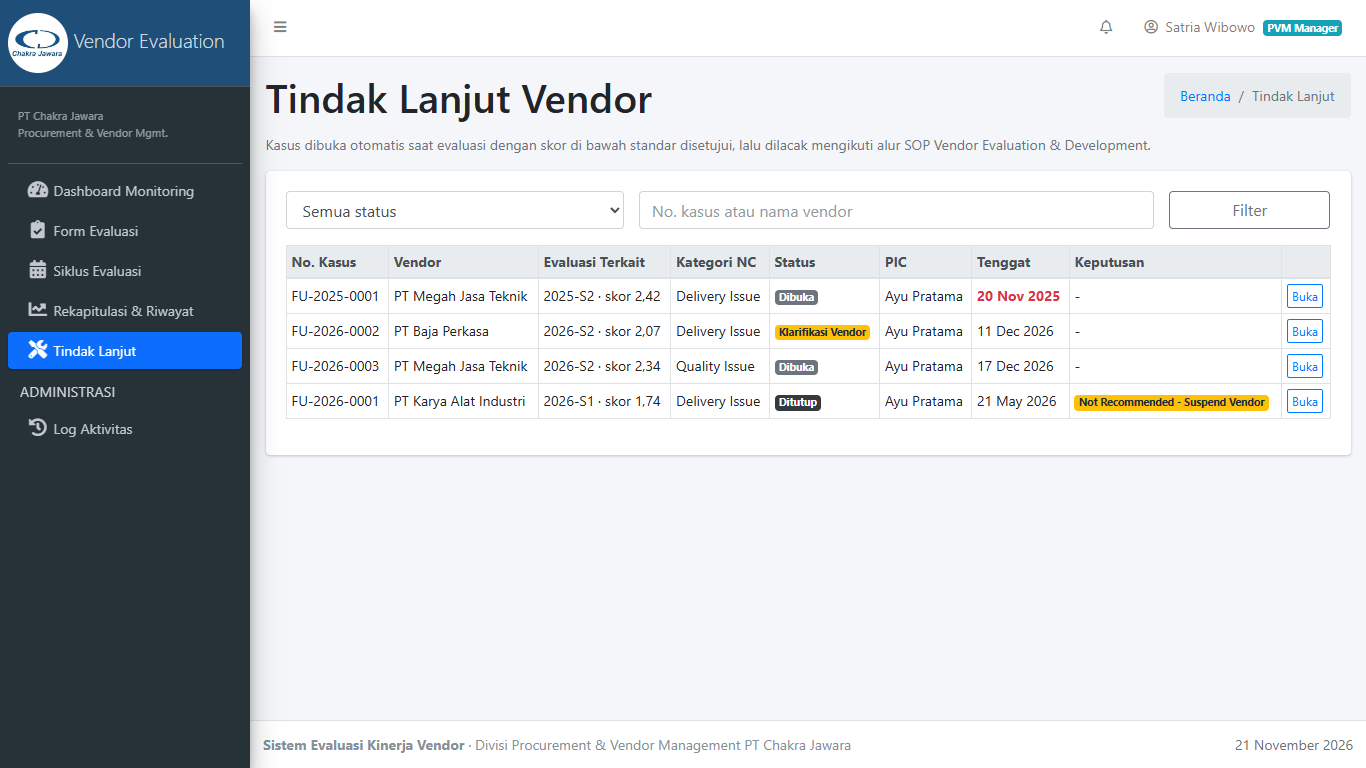 Chakra Jawara
Vendor Evaluation
Satria Wibowo PVM Manager
PT Chakra Jawara
Procurement & Vendor Mgmt.
Dashboard Monitoring
Form Evaluasi
Siklus Evaluasi
Rekapitulasi & Riwayat
Tindak Lanjut
ADMINISTRASI
Log Aktivitas
Tindak Lanjut Vendor
Beranda / Tindak Lanjut
Kasus dibuka otomatis saat evaluasi dengan skor di bawah standar disetujui, lalu dilacak mengikuti alur SOP Vendor Evaluation & Development.
Semua status No. kasus atau nama vendor Filter
No. Kasus Vendor Evaluasi Terkait Kategori NC Status PIC Tenggat Keputusan
FU-2025-0001 PT Megah Jasa Teknik 2025-S2 · skor 2,42 Delivery Issue Dibuka Ayu Pratama 20 Nov 2025 - Buka
FU-2026-0002 PT Baja Perkasa 2026-S2 · skor 2,07 Delivery Issue Klarifikasi Vendor Ayu Pratama 11 Dec 2026 - Buka
FU-2026-0003 PT Megah Jasa Teknik 2026-S2 · skor 2,34 Quality Issue Dibuka Ayu Pratama 17 Dec 2026 - Buka
FU-2026-0001 PT Karya Alat Industri 2026-S1 · skor 1,74 Delivery Issue Ditutup Ayu Pratama 21 May 2026 Not Recommended - Suspend Vendor Buka
Sistem Evaluasi Kinerja Vendor · Divisi Procurement & Vendor Management PT Chakra Jawara
21 November 2026